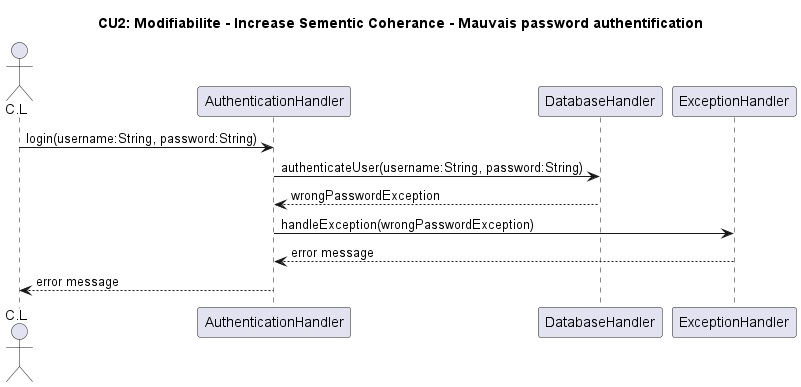 CU2: Modifiabilite - Increase Sementic Coherance - Mauvais password authentification
C.L
AuthenticationHandler
DatabaseHandler
ExceptionHandler
login(username:String, password:String)
authenticateUser(username:String, password:String)
wrongPasswordException
handleException(wrongPasswordException)
error message
error message
C.L
AuthenticationHandler
DatabaseHandler
ExceptionHandler